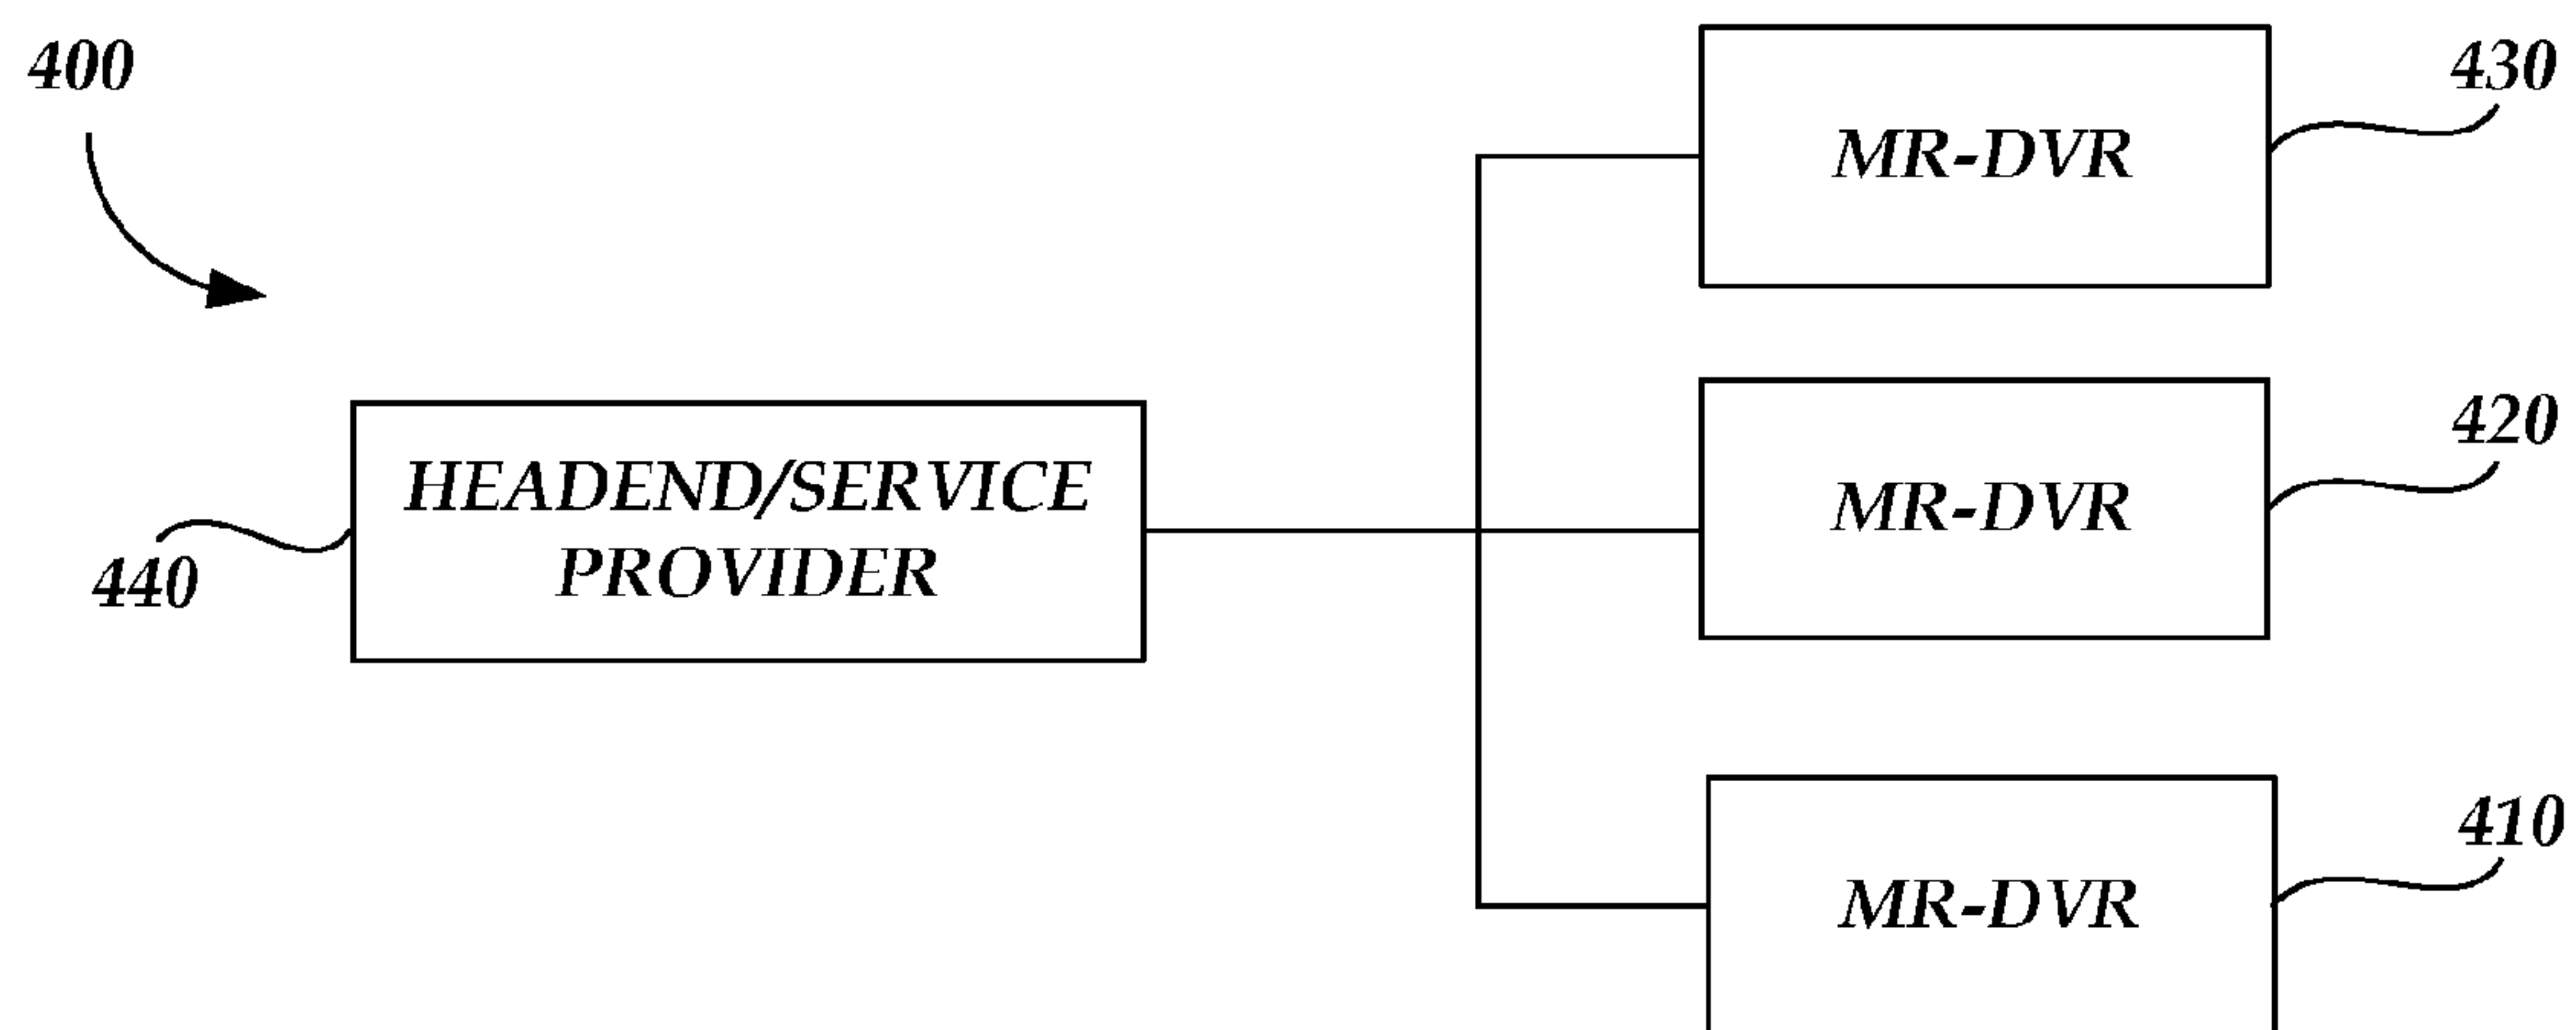 400
430
MR-DVR
420
MR-DVR
HEADEND/SERVICE
PROVIDER
440
410
MR-DVR